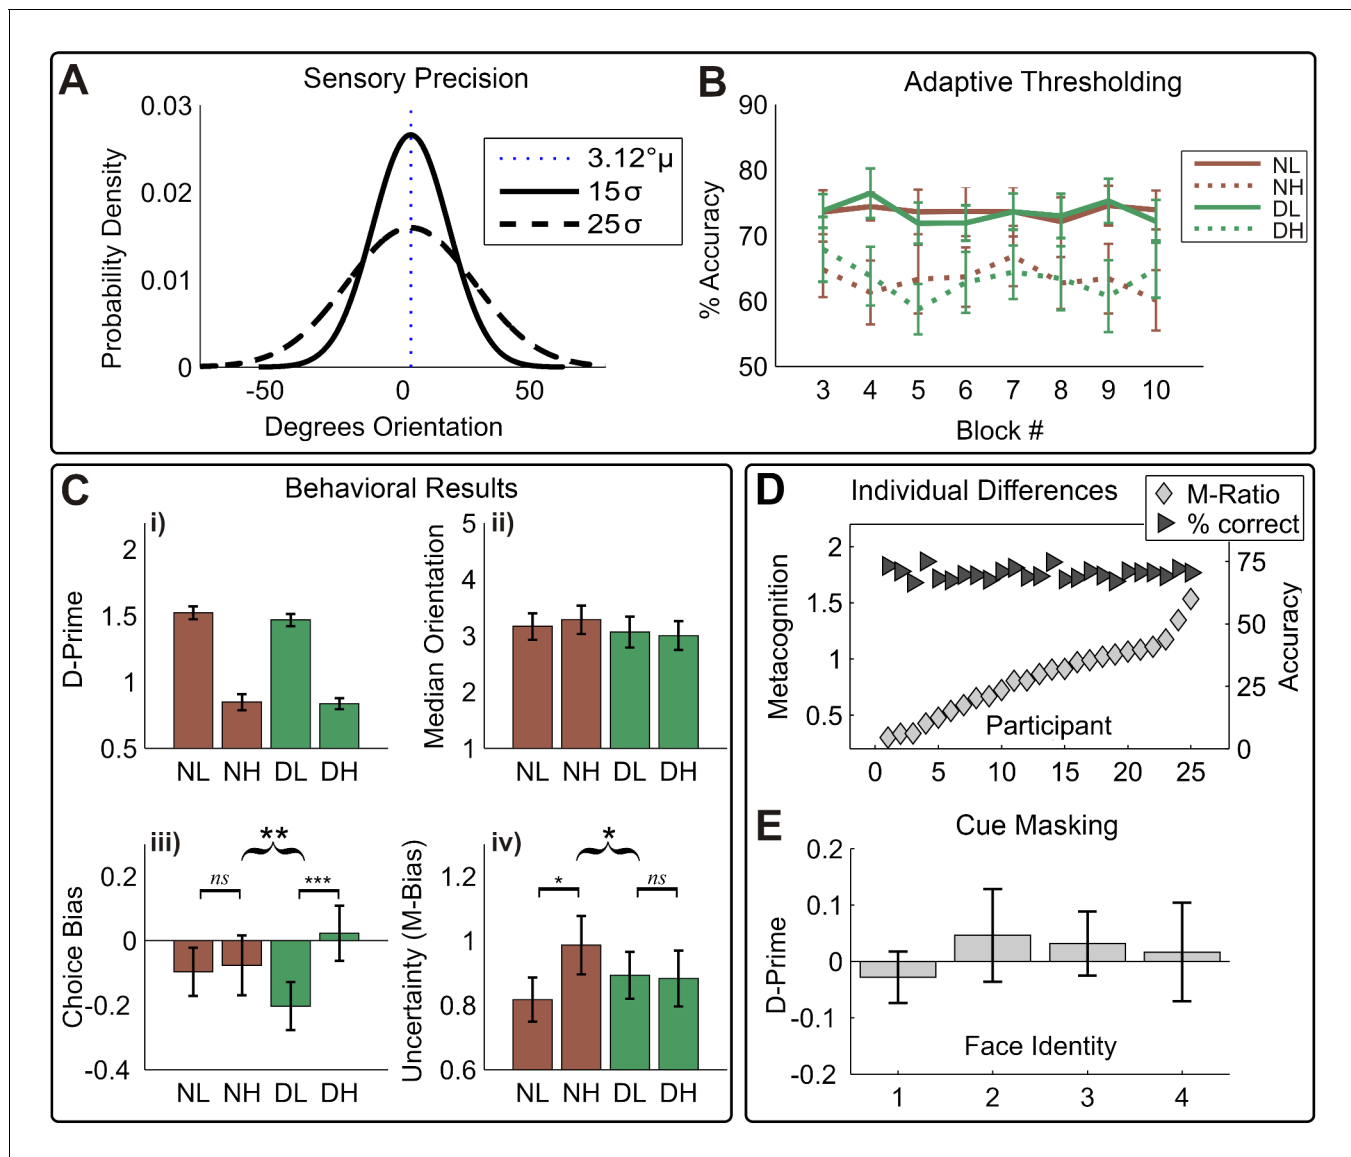 A
Sensory Precision
0.03
0.02
0.01
0
Probability Density
-50
0
50
Degrees Orientation
3.12°μ
15σ
25σ
B
Adaptive Thresholding
90
80
70
60
50
% Accuracy
3 4 5 6 7 8 9 10
Block #
NL
NH
DL
DH
C
Behavioral Results
i)
2
1.5
1
0.5
D-Prime
NL NH DL DH
ii)
5
4
3
2
1
Median Orientation
NL NH DL DH
iii)
**
ns
***
0.2
0
-0.2
-0.4
Choice Bias
NL NH DL DH
iv)
*
*
ns
1.2
1
0.8
0.6
Uncertainty (M-Bias)
NL NH DL DH
D
Individual Differences
M-Ratio
% correct
2
1.5
1
0.5
Metacognition
75
50
25
0
Accuracy
Participant
0 5 10 15 20 25
E
Cue Masking
0.2
0.1
0
-0.1
-0.2
D-Prime
Face Identity
1 2 3 4